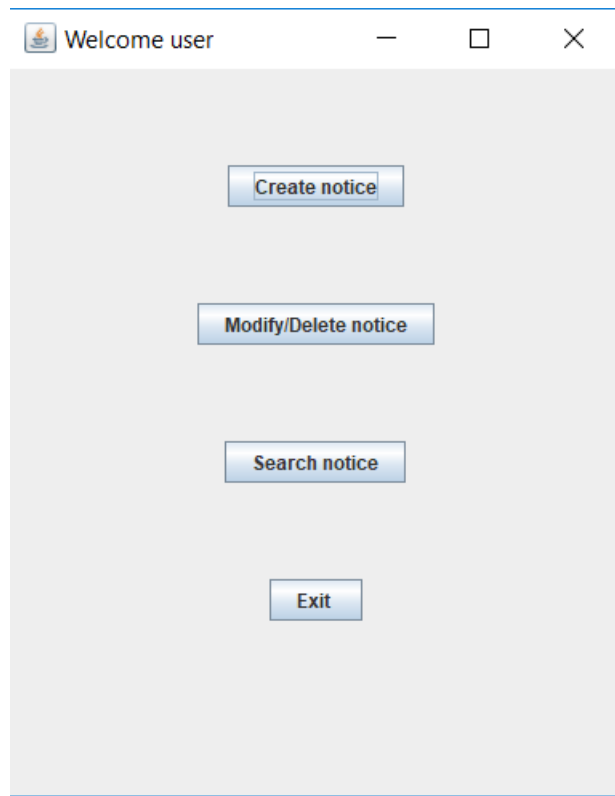 Welcome user
Create notice
Modify/Delete notice
Search notice
Exit